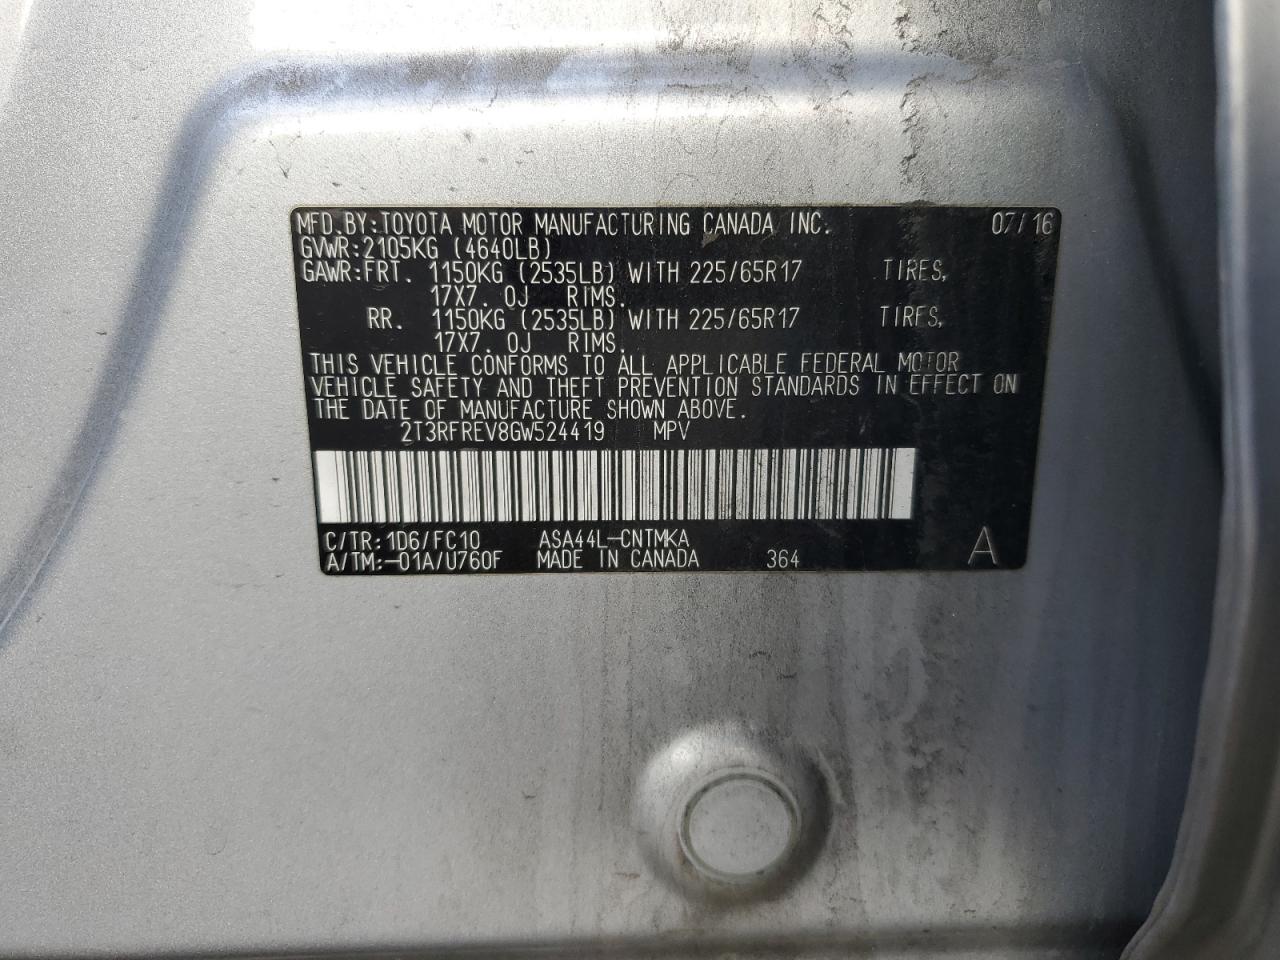 MFD.BY:TOYOTA MOTOR MANUFACTURING CANADA INC. 07/16
GVWR:2105KG (4640LB)
GAWR:FRT. 1150KG (2535LB) WITH 225/65R17 TIRES,
17X7. 0J RIMS.
RR. 1150KG (2535LB) WITH 225/65R17 TIRES,
17X7. 0J RIMS.
THIS VEHICLE CONFORMS TO ALL APPLICABLE FEDERAL MOTOR
VEHICLE SAFETY AND THEFT PREVENTION STANDARDS IN EFFECT ON
THE DATE OF MANUFACTURE SHOWN ABOVE.
2T3RFREV8GW524419 MPV
C/TR:1D6/FC10 ASA44L-CNTMKA
A/TM:-01A/U760F MADE IN CANADA 364 A